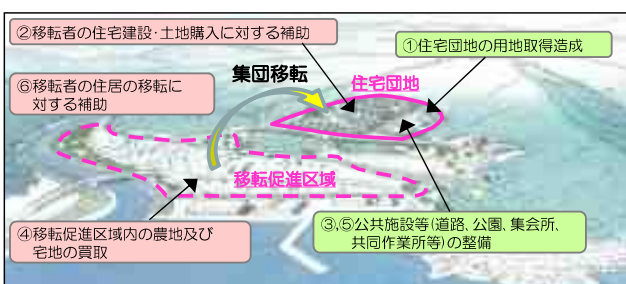 ②移転者の住宅建設・土地購入に対する補助
①住宅団地の用地取得造成
集団移転
住宅団地
⑥移転者の住居の移転に
対する補助
移転促進区域
③,⑤公共施設等(道路、公園、集会所、
共同作業所等)の整備
④移転促進区域内の農地及び
宅地の買取